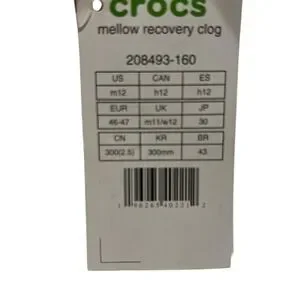 crocs
mellow recovery clog
208493-160
US CAN ES
m12 h12 h12
EUR UK JP
46-47 m11/w12 30
CN KR BR
300(2.5) 300mm 43